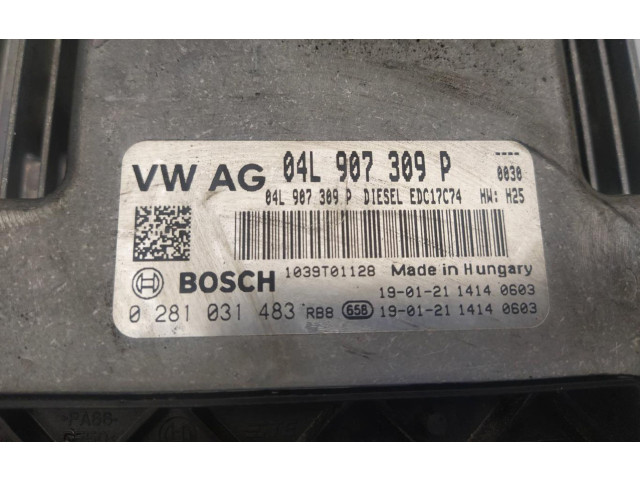 VW AG 04L 907 309 P ----
0030
04L 907 309 P DIESEL EDC17C74 HW: H25
1039T01128 Made in Hungary
BOSCH 19-01-21 1414 0603
0 281 031 483 RB8 658 19-01-21 1414 0603